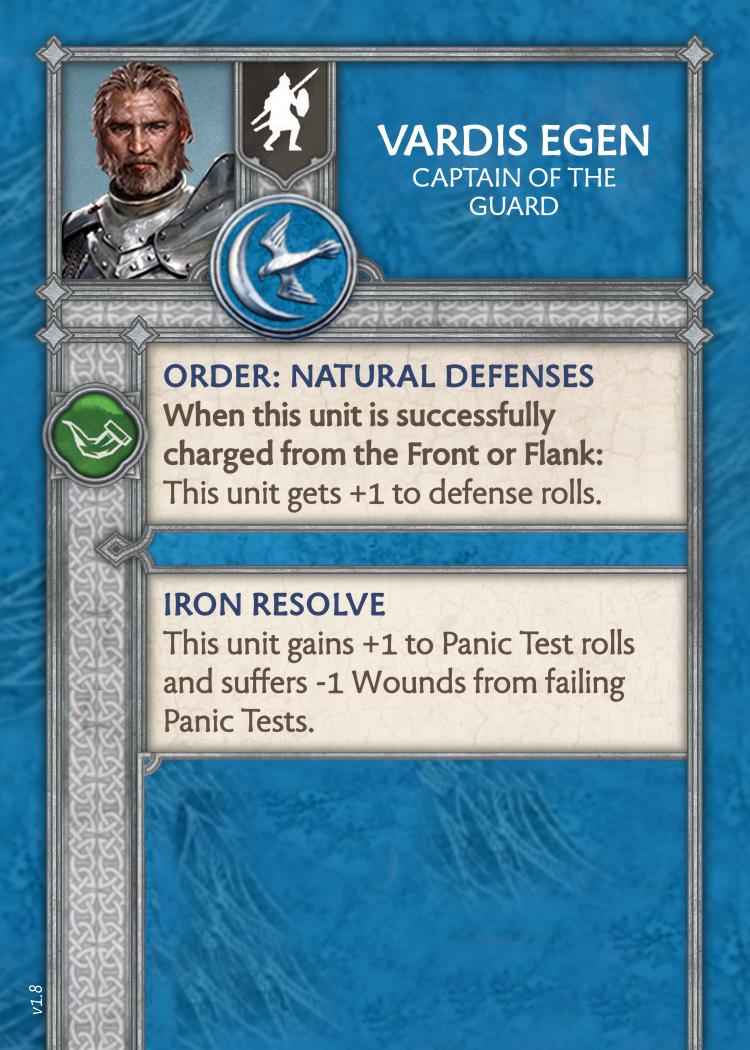 VARDIS EGEN
CAPTAIN OF THE
GUARD
ORDER: NATURAL DEFENSES
When this unit is successfully
charged from the Front or Flank:
This unit gets +1 to defense rolls.
IRON RESOLVE
This unit gains +1 to Panic Test rolls
and suffers -1 Wounds from failing
Panic Tests.
v1.8